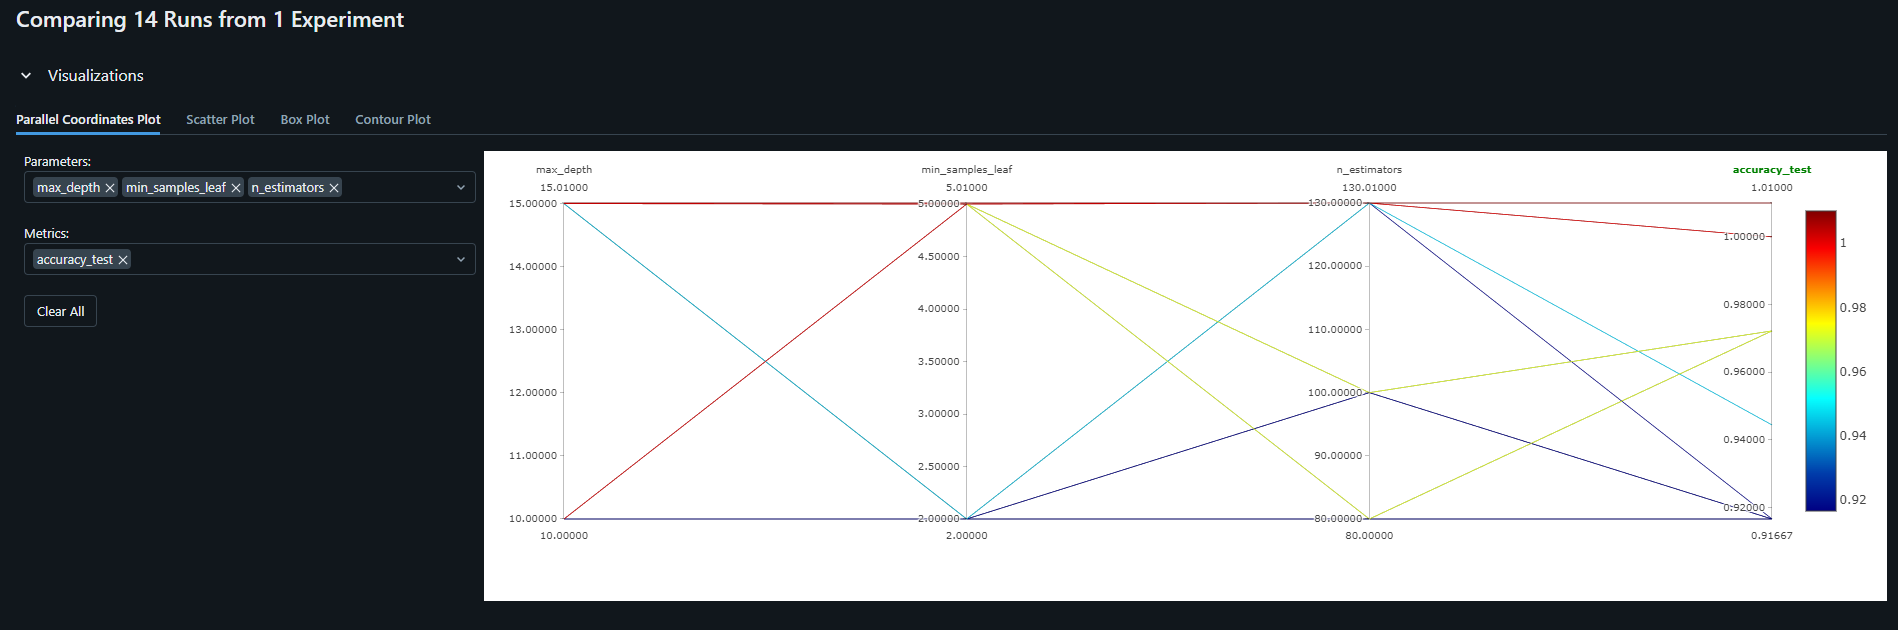 Comparing 14 Runs from 1 Experiment
Visualizations
Parallel Coordinates Plot
Scatter Plot
Box Plot
Contour Plot
Parameters:
max_depth
min_samples_leaf
n_estimators
Metrics:
accuracy_test
Clear All
max_depth
15.01000
15.00000
14.00000
13.00000
12.00000
11.00000
10.00000
10.00000
min_samples_leaf
5.01000
5.00000
4.50000
4.00000
3.50000
3.00000
2.50000
2.00000
2.00000
n_estimators
130.01000
130.00000
120.00000
110.00000
100.00000
90.00000
80.00000
80.00000
accuracy_test
1.01000
1.00000
0.98000
0.96000
0.94000
0.92000
0.91667
1
0.98
0.96
0.94
0.92